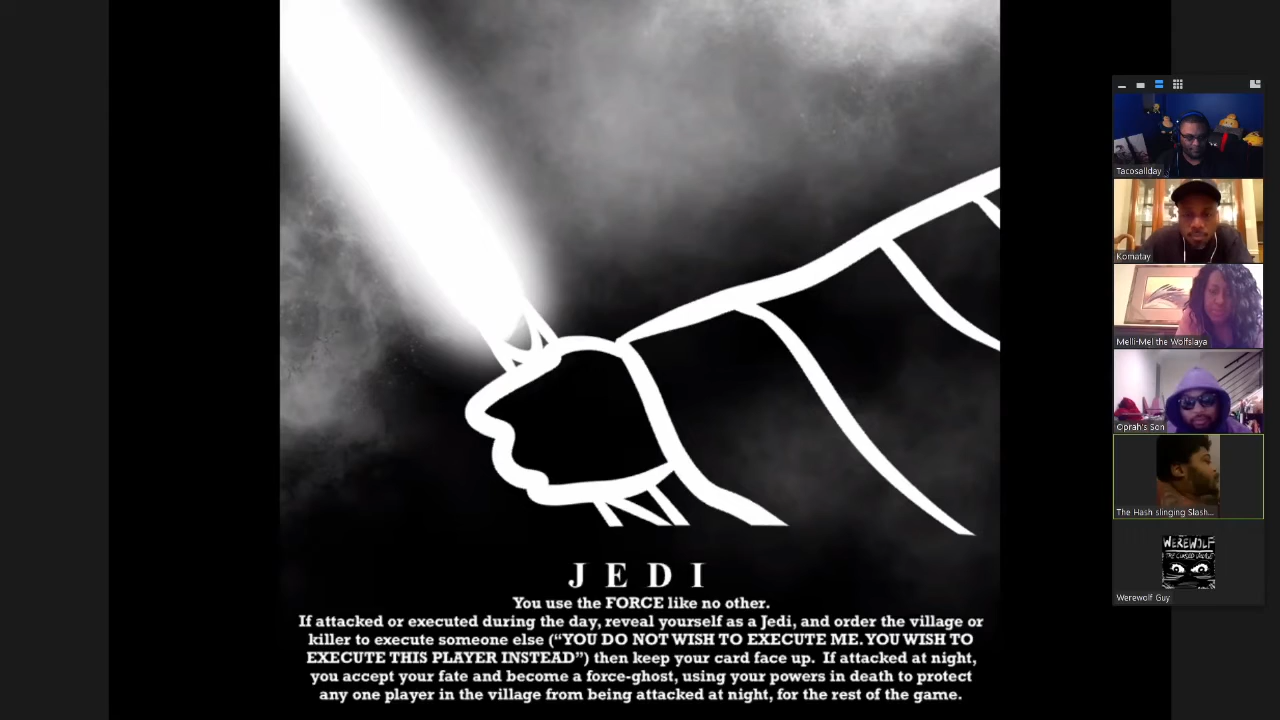 Tacosallday
Komatay
Melli-Mel the Wolfslaya
Oprah's Son
The Hash slinging Slash...
WEREWOLF
THE CURSED VILLAGE
Werewolf Guy
JEDI
You use the FORCE like no other.
If attacked or executed during the day, reveal yourself as a Jedi, and order the village or
killer to execute someone else (“YOU DO NOT WISH TO EXECUTE ME. YOU WISH TO
EXECUTE THIS PLAYER INSTEAD”) then keep your card face up. If attacked at night,
you accept your fate and become a force-ghost, using your powers in death to protect
any one player in the village from being attacked at night, for the rest of the game.